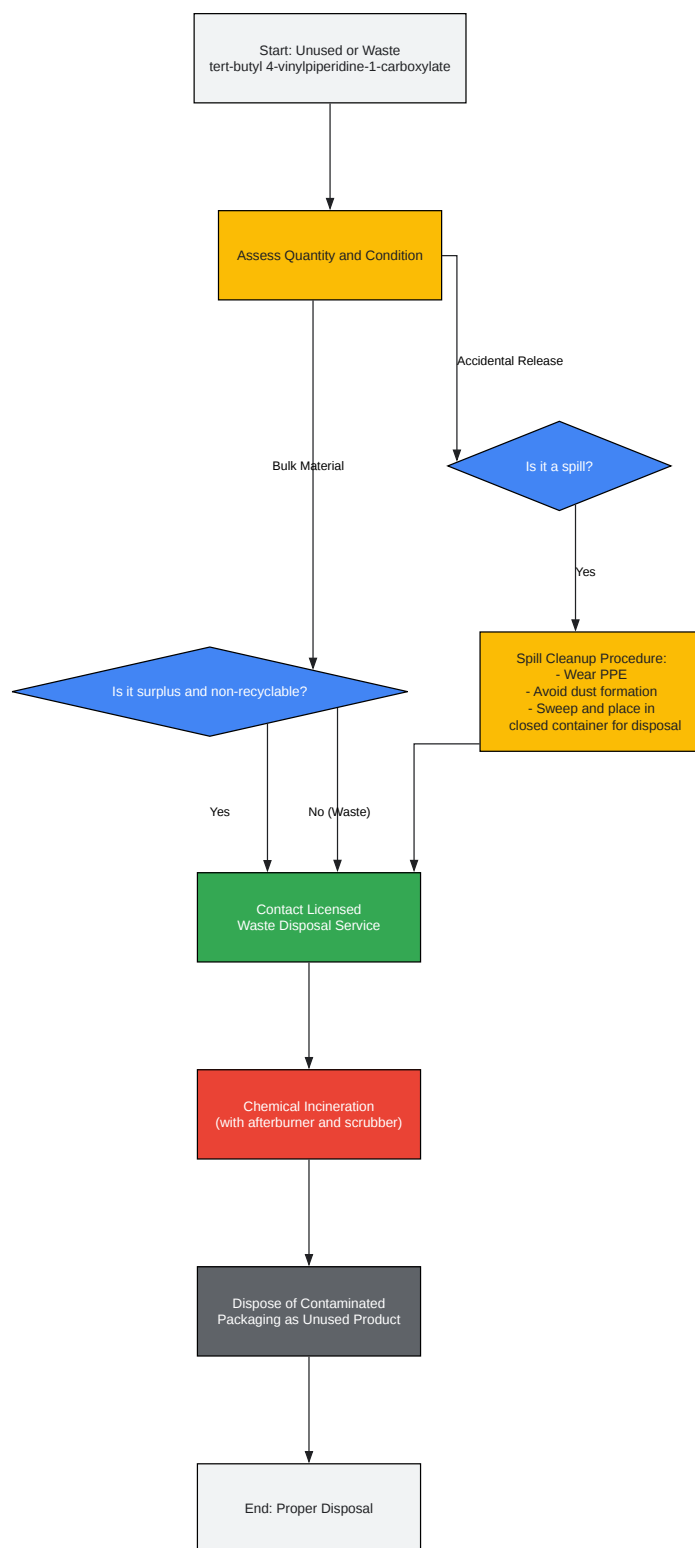 Start: Unused or Waste
tert-butyl 4-vinylpiperidine-1-carboxylate
Assess Quantity and Condition
Accidental Release
Bulk Material
Is it a spill?
Yes
Spill Cleanup Procedure:
- Wear PPE
- Avoid dust formation
- Sweep and place in
closed container for disposal
Is it surplus and non-recyclable?
Yes
No (Waste)
Contact Licensed
Waste Disposal Service
Chemical Incineration
(with afterburner and scrubber)
Dispose of Contaminated
Packaging as Unused Product
End: Proper Disposal